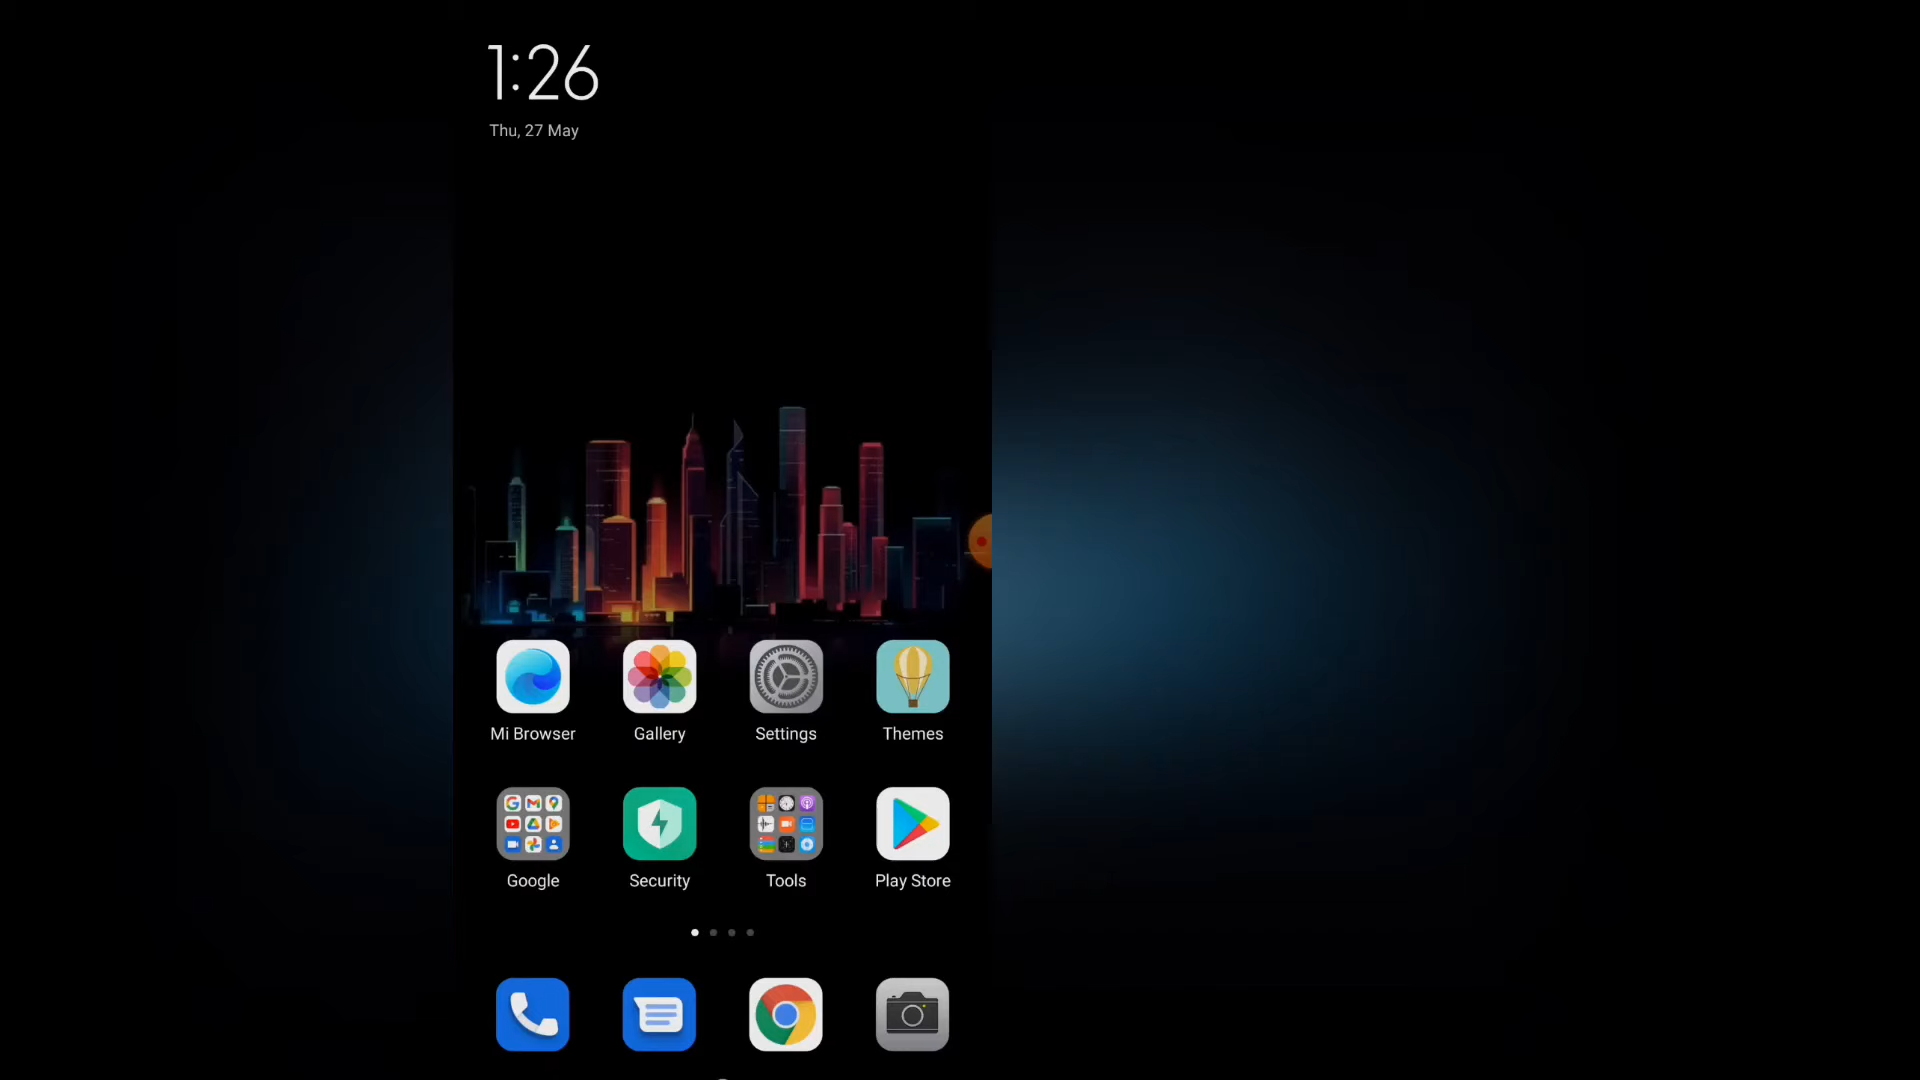 1:26
Thu, 27 May
Mi Browser
Gallery
Settings
Themes
Google
Security
Tools
Play Store